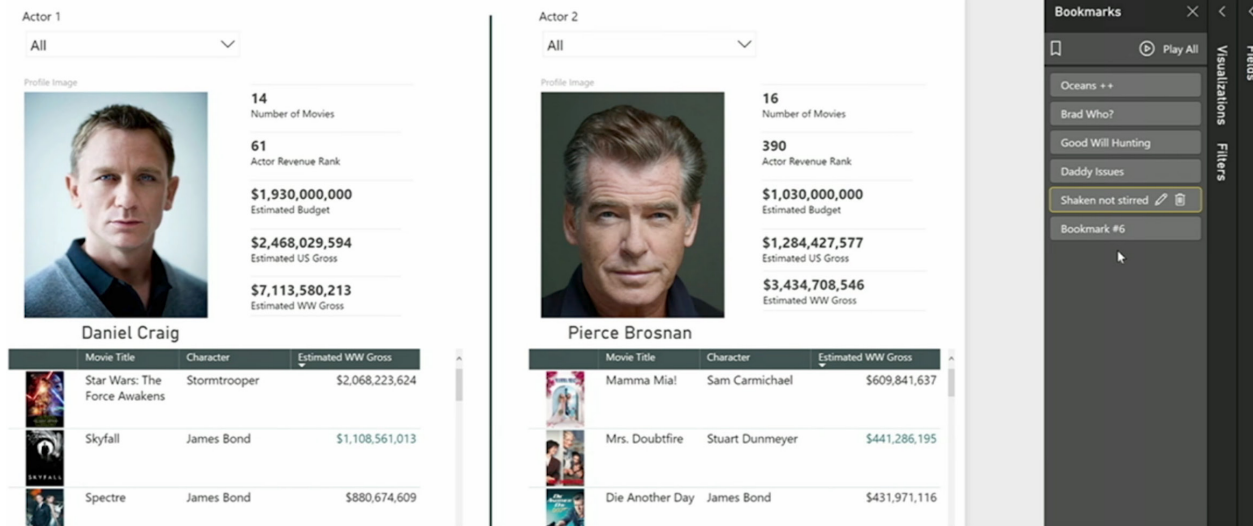 Actor 1
All
Profile Image
14
Number of Movies
61
Actor Revenue Rank
$1,930,000,000
Estimated Budget
$2,468,029,594
Estimated US Gross
$7,113,580,213
Estimated WW Gross
Daniel Craig
Movie Title Character Estimated WW Gross
Star Wars: The
Force Awakens
Stormtrooper $2,068,223,624
SKYFALL
Skyfall James Bond $1,108,561,013
Spectre James Bond $880,674,609
Actor 2
All
Profile Image
16
Number of Movies
390
Actor Revenue Rank
$1,030,000,000
Estimated Budget
$1,284,427,577
Estimated US Gross
$3,434,708,546
Estimated WW Gross
Pierce Brosnan
Movie Title Character Estimated WW Gross
Mamma Mia! Sam Carmichael $609,841,637
Mrs. Doubtfire Stuart Dunmeyer $441,286,195
Die Another Day James Bond $431,971,116
Bookmarks
Play All
Oceans ++
Brad Who?
Good Will Hunting
Daddy Issues
Shaken not stirred
Bookmark #6
Visualizations
Filters
Fields